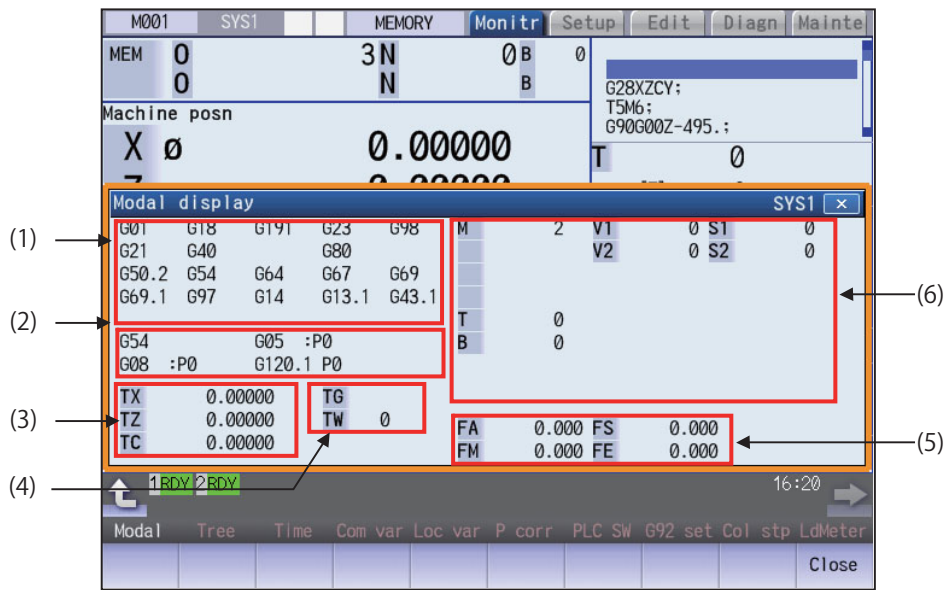 M001 SYS1 MEMORY Monitr Setup Edit Diagn Mainte
MEM O 3 N 0 B 0
O N B
G28XZCY;
T5M6;
G90G00Z-495.;
Machine posn
X ø 0.00000
T 0
Modal display SYS1 ×
(1)
G01 G18 G191 G23 G98
G21 G40 G80
G50.2 G54 G64 G67 G69
G69.1 G97 G14 G13.1 G43.1
M 2 V1 0 S1 0
V2 0 S2 0
T 0
B 0
(6)
(2)
G54 G05 :P0
G08 :P0 G120.1 P0
(3)
TX 0.00000
TZ 0.00000
TC 0.00000
TG
TW 0
FA 0.000 FS 0.000
FM 0.000 FE 0.000
(5)
(4)
1RDY 2RDY 16:20
Modal Tree Time Com var Loc var P corr PLC SW G92 set Col stp LdMeter
Close